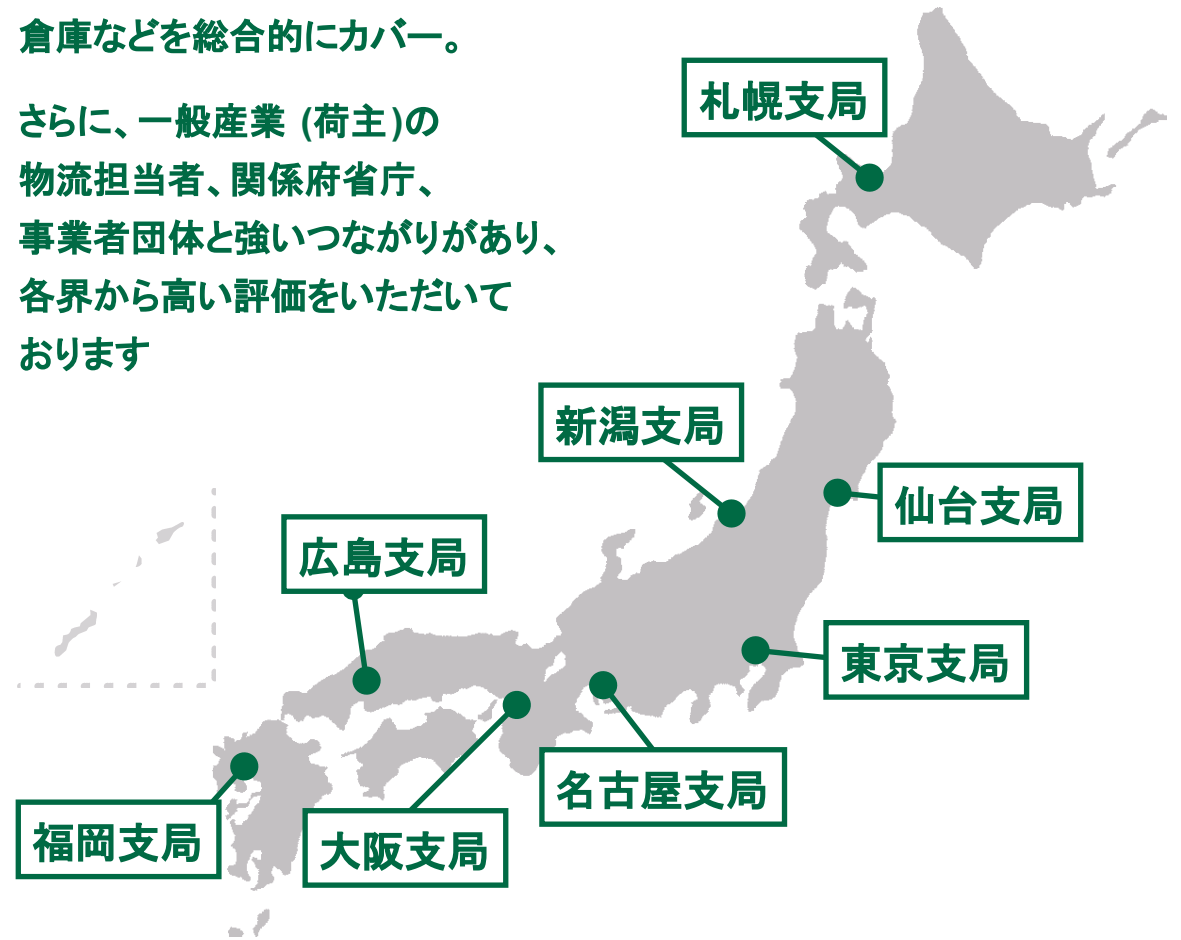 倉庫などを総合的にカバー。
さらに、一般産業 (荷主)の
物流担当者、関係府省庁、
事業者団体と強いつながりがあり、
各界から高い評価をいただいて
おります
札幌支局
新潟支局
仙台支局
広島支局
東京支局
名古屋支局
福岡支局
大阪支局